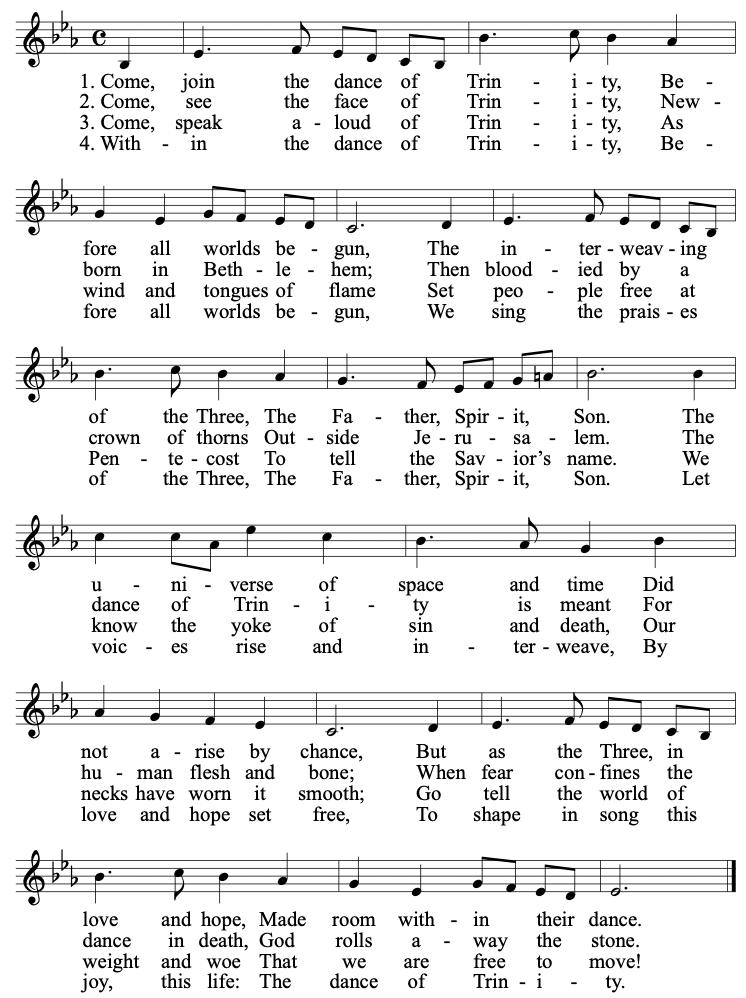 1. Come, join the dance of Trin - i - ty, Be -
2. Come, see the face of Trin - i - ty, New -
3. Come, speak a - loud of Trin - i - ty, As
4. With - in the dance of Trin - i - ty, Be -
fore all worlds be - gun, The in - ter - weav - ing
born in Beth - le - hem; Then blood - ied by a
wind and tongues of flame Set peo - ple free at
fore all worlds be - gun, We sing the prais - es
of the Three, The Fa - ther, Spir - it, Son. The
crown of thorns Out - side Je - ru - sa - lem. The
Pen - te - cost To tell the Sav - ior's name. We
of the Three, The Fa - ther, Spir - it, Son. Let
u - ni - verse of space and time Did
dance of Trin - i - ty is meant For
know the yoke of sin and death, Our
voic - es rise and in - ter - weave, By
not a - rise by chance, But as the Three, in
hu - man flesh and bone; When fear con - fines the
necks have worn it smooth; Go tell the world of
love and hope set free, To shape in song this
love and hope, Made room with - in their dance.
dance in death, God rolls a - way the stone.
weight and woe That we are free to move!
joy, this life: The dance of Trin - i - ty.